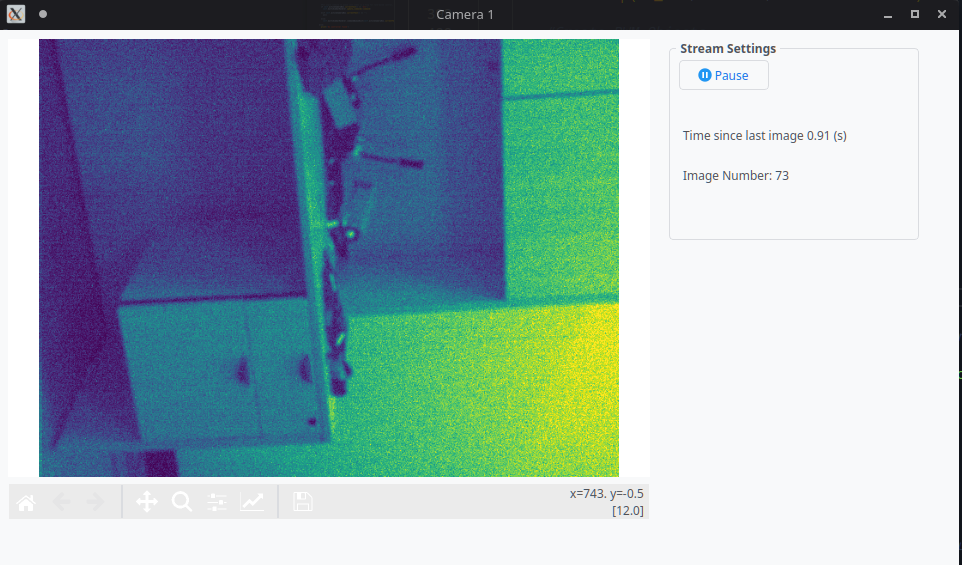 Camera 1
Stream Settings
Pause
Time since last image 0.91 (s)
Image Number: 73
x=743. y=-0.5
[12.0]